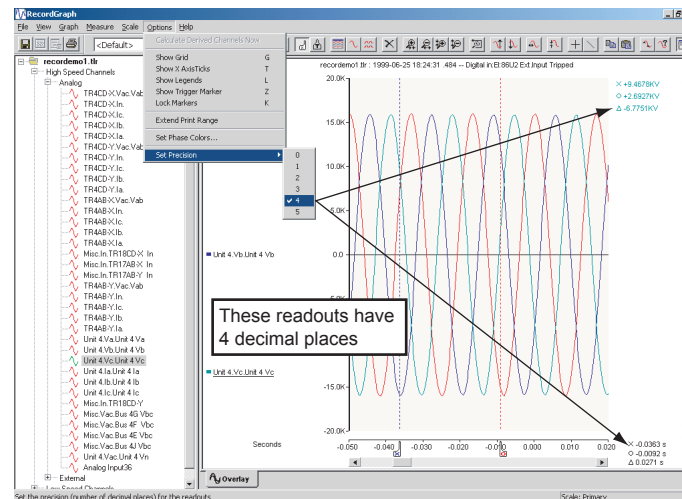 RecordGraph
File View Graph Measure Scale Options Help
<Default>
Calculate Derived Channels Now
Show Grid G
Show X AxisTicks T
Show Legends L
Show Trigger Marker Z
Lock Markers K
Extend Print Range
Set Phase Colors...
Set Precision
0
1
2
3
4
5
recordemo1.tlr
High Speed Channels
Analog
TR4CD-X.Vac.Vab
TR4CD-X.In.
TR4CD-X.Ic.
TR4CD-X.Ib.
TR4CD-X.Ia.
TR4CD-Y.Vac.Vab
TR4CD-Y.In.
TR4CD-Y.Ic.
TR4CD-Y.Ib.
TR4CD-Y.Ia.
TR4AB-X.Vac.Vab
TR4AB-X.In.
TR4AB-X.Ic.
TR4AB-X.Ib.
TR4AB-X.Ia.
Misc.In.TR18CD-X In
Misc.In.TR17AB-X In
Misc.In.TR17AB-Y In
TR4AB-Y.Vac.Vab
TR4AB-Y.In.
TR4AB-Y.Ic.
TR4AB-Y.Ib.
TR4AB-Y.Ia.
Unit 4.Va.Unit 4 Va
Unit 4.Vb.Unit 4 Vb
Unit 4.Vc.Unit 4 Vc
Unit 4.Ia.Unit 4 Ia
Unit 4.Ib.Unit 4 Ib
Unit 4.Ic.Unit 4 Ic
Misc.In.TR18CD-Y
Misc.Vac.Bus 4G Vbc
Misc.Vac.Bus 4F Vbc
Misc.Vac.Bus 4E Vbc
Misc.Vac.Bus 4J Vbc
Unit 4.Vac.Unit 4 Vn
Analog Input36
External
recordemo1 tlr : 1999-06-25 18:24:31 .484 -- Digital in.El:86U2 Ext.Input Tripped
20.0K
15.0K
10.0K
5.0K
0.0
-15.0K
-20.0K
× +9.4678KV
○ +2.6927KV
Δ -6.7751KV
Unit 4.Vb.Unit 4 Vb
These readouts have
4 decimal places
Unit 4.Vc.Unit 4 Vc
Seconds
-0.050 -0.040 -0.030 -0.020 -0.010 0.000 0.010 0.020
× -0.0363 s
○ -0.0092 s
Δ 0.0271 s
Overlay
Set the precision (number of decimal places) for the readouts
Scale: Primary